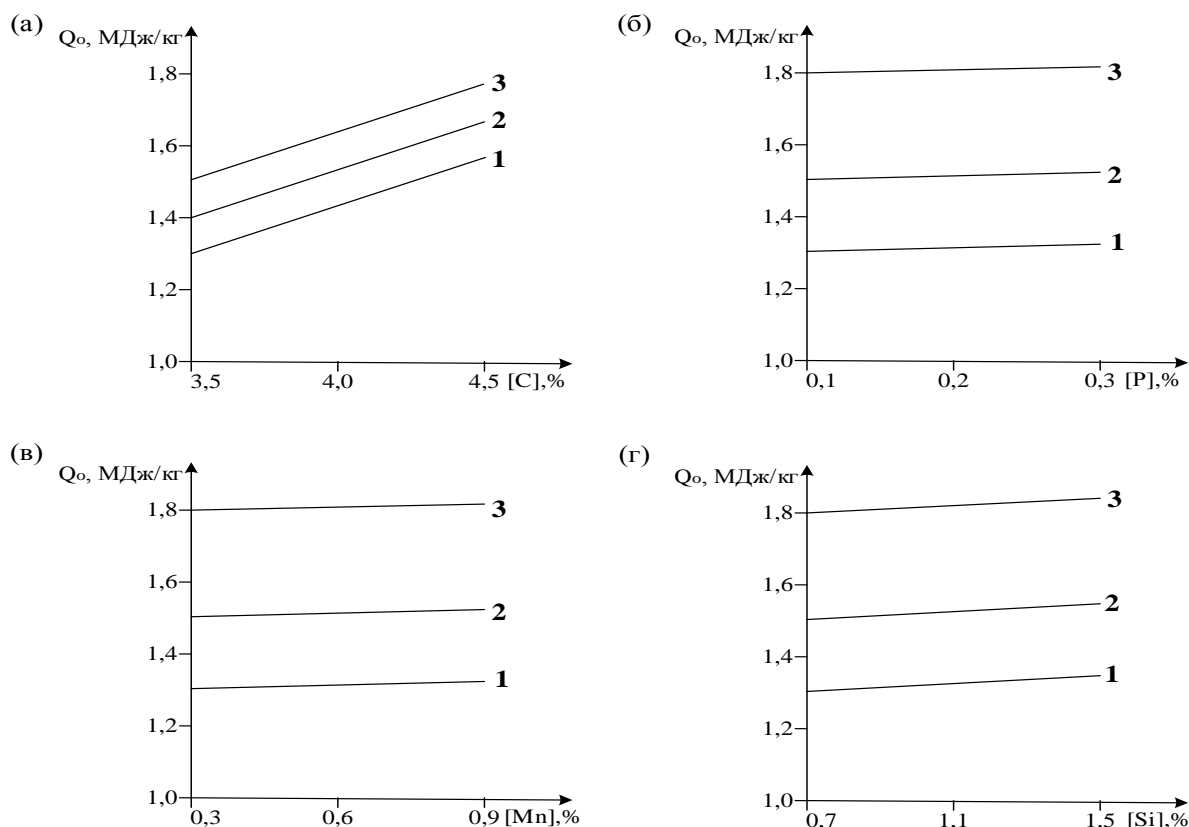 (а)
Qо, МДж/кг
1,8
1,6
1,4
1,2
1,0
3
2
1
3,5 4,0 4,5 [C],%
(б)
Qо, МДж/кг
1,8
1,6
1,4
1,2
1,0
3
2
1
0,1 0,2 0,3 [P],%
(в)
Qо, МДж/кг
1,8
1,6
1,4
1,2
1,0
3
2
1
0,3 0,6 0,9 [Mn],%
(г)
Qо, МДж/кг
1,8
1,6
1,4
1,2
1,0
3
2
1
0,7 1,1 1,5 [Si],%